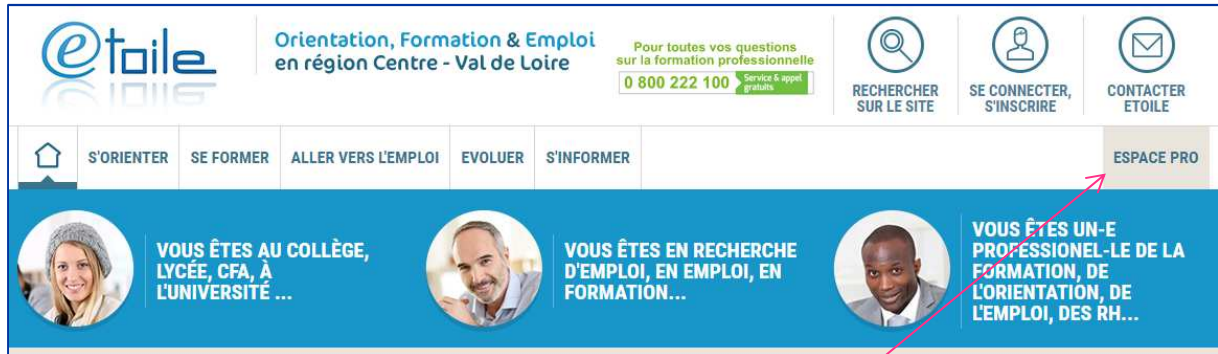 etoile
Orientation, Formation & Emploi
en région Centre - Val de Loire
Pour toutes vos questions
sur la formation professionnelle
0 800 222 100 Service & appel
gratuits
RECHERCHER
SUR LE SITE
SE CONNECTER,
S'INSCRIRE
CONTACTER
ETOILE
S'ORIENTER
SE FORMER
ALLER VERS L'EMPLOI
EVOLUER
S'INFORMER
ESPACE PRO
VOUS ÊTES AU COLLÈGE,
LYCÉE, CFA, À
L'UNIVERSITÉ ...
VOUS ÊTES EN RECHERCHE
D'EMPLOI, EN EMPLOI, EN
FORMATION...
VOUS ÊTES UN-E
PROFESSIONEL-LE DE LA
FORMATION, DE
L'ORIENTATION, DE
L'EMPLOI, DES RH...